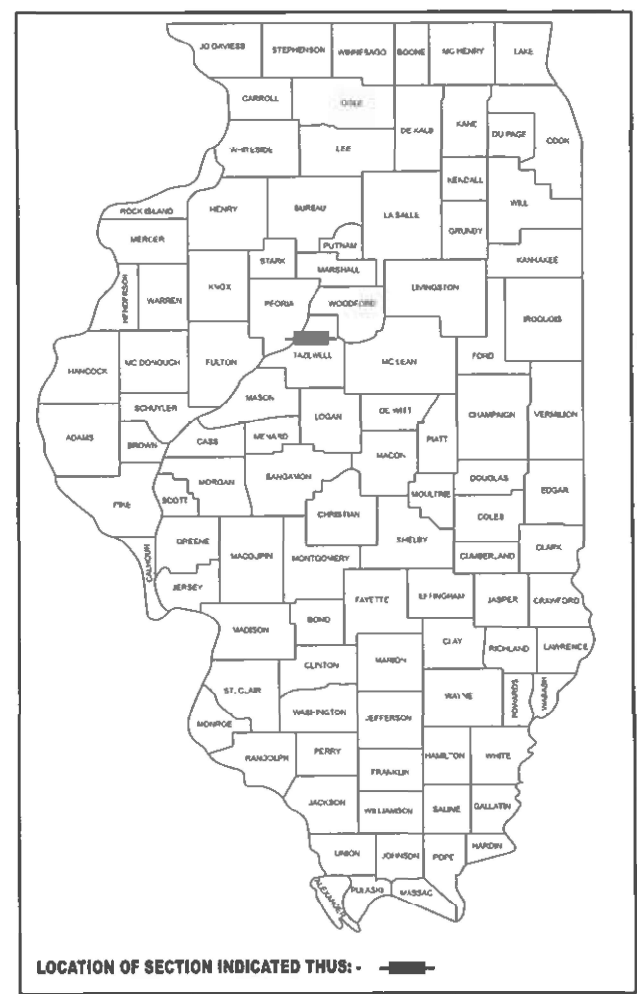 JO DAVIESS STEPHENSON WINNEBAGO BOONE MC HENRY LAKE
CARROLL OGLE DE KALB KANE DU PAGE COOK
WHITESIDE LEE
KENDALL
ROCK ISLAND HENRY BUREAU LA SALLE GRUNDY WILL
MERCER PUTNAM
STARK MARSHALL KANKAKEE
HENDERSON WARREN KNOX PEORIA WOODFORD LIVINGSTON IROQUOIS
HANCOCK MC DONOUGH FULTON TAZEWELL MC LEAN FORD
MASON
SCHUYLER LOGAN DE WITT CHAMPAIGN VERMILION
ADAMS BROWN CASS MENARD MACON PIATT
MORGAN SANGAMON DOUGLAS EDGAR
PIKE SCOTT CHRISTIAN MOULTRIE COLES
GREENE MACOUPIN MONTGOMERY SHELBY CUMBERLAND CLARK
CALHOUN JERSEY FAYETTE EFFINGHAM JASPER CRAWFORD
MADISON BOND
CLAY RICHLAND LAWRENCE
CLINTON MARION
ST. CLAIR WAYNE EDWARDS WABASH
WASHINGTON JEFFERSON
MONROE
RANDOLPH PERRY HAMILTON WHITE
FRANKLIN
JACKSON WILLIAMSON SALINE GALLATIN
UNION JOHNSON POPE HARDIN
ALEXANDER PULASKI MASSAC
LOCATION OF SECTION INDICATED THUS: -